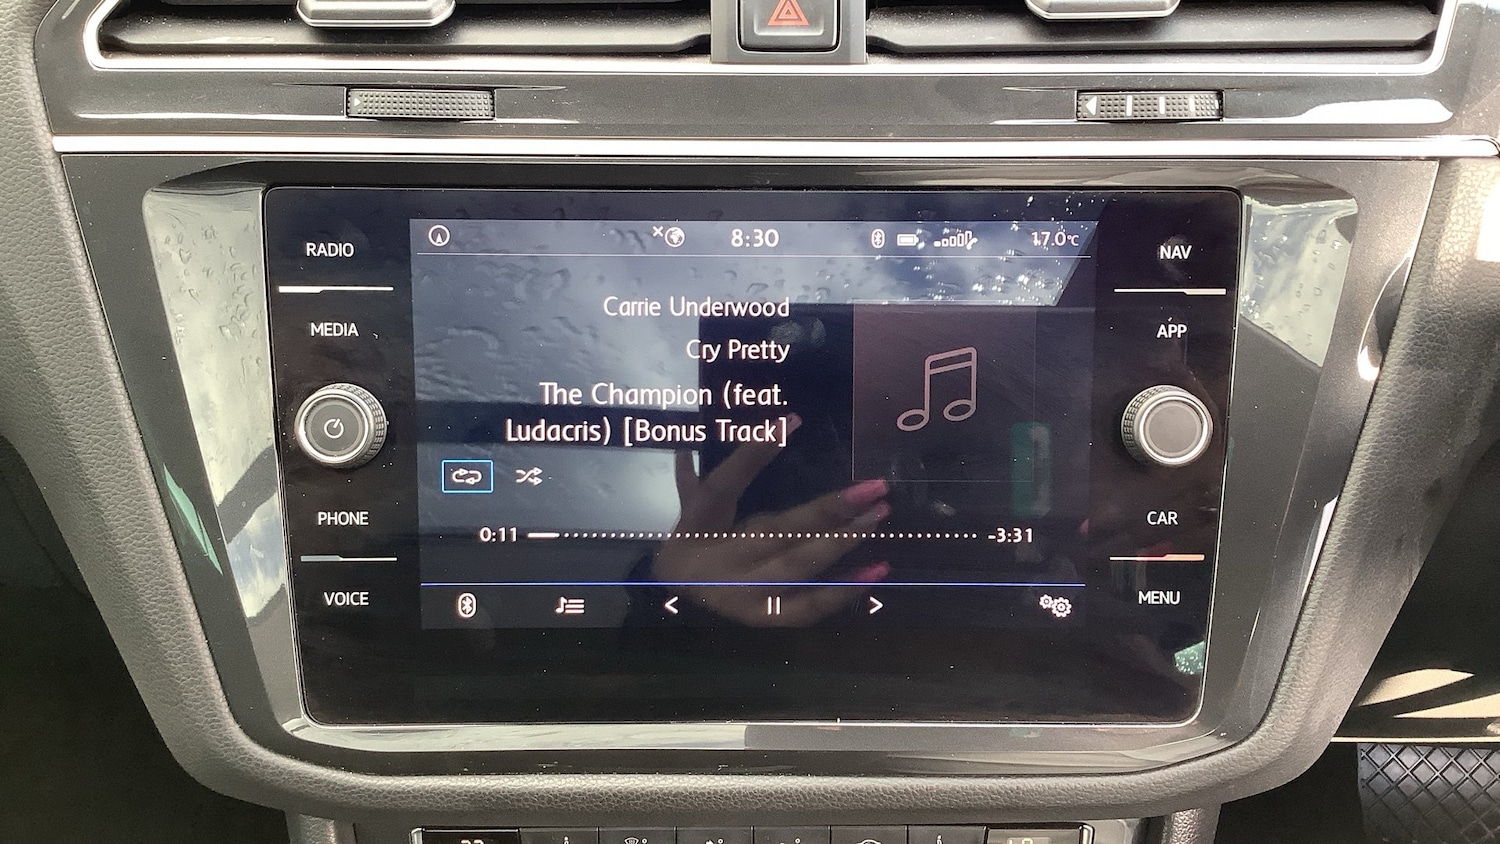 RADIO
MEDIA
PHONE
VOICE
8:30
17.0°C
Carrie Underwood
Cry Pretty
The Champion (feat.
Ludacris) [Bonus Track]
0:11
-3:31
NAV
APP
CAR
MENU